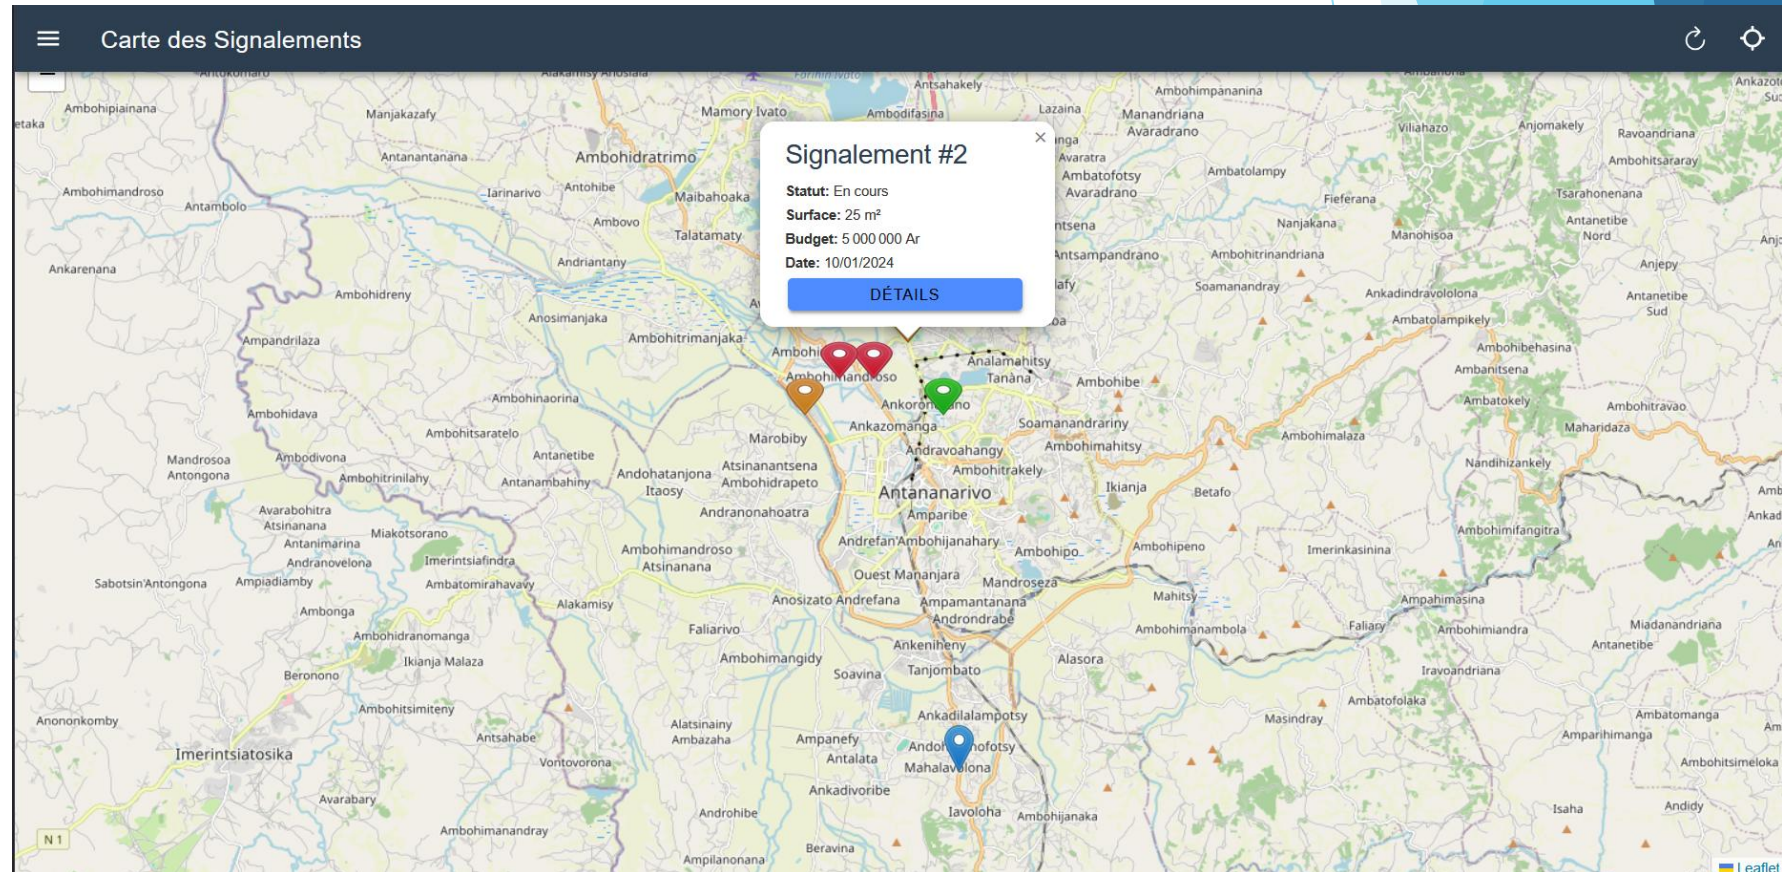 Carte des Signalements
Antsahakely
Ambohimpananina
Ambohipiainana
Manjakazafy
Mamory Ivato
Ambodifasina
Lazaina
Manandriana
Avaradrano
Viliahazo
Anjomakely
Ravoandriana
Signalement #2
×
Statut: En cours
Surface: 25 m²
Budget: 5 000 000 Ar
Date: 10/01/2024
DÉTAILS
Antanantanana
Ambohidratrimo
Avaratra
Ambatofotsy
Avaradrano
Ambatolampy
Ambohitsararay
Ambohimandroso
Antambolo
Iarinarivo
Antohibe
Maibahoaka
Fieferana
Tsarahonenana
Ambovo
Talatamaty
Nanjakana
Manohisoa
Antanetibe
Nord
Ankarenana
Andriantany
Antsampandrano
Ambohitrinandriana
Anjepy
Ambohidreny
Soamanandray
Ankadindravololona
Antanetibe
Sud
Anosimanjaka
Ambatolampikely
Ampandrilaza
Ambohitrimanjaka
Ambohimandroso
Analamahitsy
Tanàna
Ambohibehasina
Ambanitsena
Ambohibe
Ambohinaorina
Ambatokely
Ambohitravao
Ambohidava
Ankazomanga
Soamanandrariny
Maharidaza
Ambohitsaratelo
Marobiby
Andravoahangy
Ambohimahitsy
Ambohimalaza
Mandrosoa
Antongona
Ambodivona
Antanetibe
Atsinanantsena
Ambohidrapeto
Ambohitrakely
Nandihizankely
Ambohitrinilahy
Antanambahiny
Andohatanjona
Itaosy
Antananarivo
Ikianja
Betafo
Avarabohitra
Atsinanana
Andranonahoatra
Amparibe
Miakotsorano
Antanimarina
Andranovelona
Andrefan'Ambohijanahary
Ambohimifangitra
Imerintsiafindra
Ambohimandroso
Atsinanana
Ambohipo
Ambohipeno
Imerinkasinina
Sabotsin'Antongona
Ampiadiamby
Ambatomirahavavy
Ouest Mananjara
Mandroseza
Alakamisy
Anosizato Andrefana
Ampamantanana
Androndrabe
Mahitsy
Ampahimasina
Ambonga
Ambohidranomanga
Faliarivo
Ankeniheny
Ambohimanambola
Faliary
Ambohimiandra
Miadanandriana
Antanetibe
Ikianja Malaza
Beronono
Ambohimangidy
Soavina
Tanjombato
Alasora
Iravoandriana
Anononkomby
Ambohitsimiteny
Alatsinainy
Ambazaha
Ankadilalampotsy
Masindray
Ambatofolaka
Ambatomanga
Antsahabe
Ampanefy
Antalata
Amparihimanga
Imerintsiatosika
Vontovorona
Ambohitsimeloka
Ankadivoribe
Avarabary
Androhibe
Iavoloha
Ambohijanaka
Isaha
Andidy
N 1
Ambohimanandray
Beravina
Ampilanonana
Leaflet